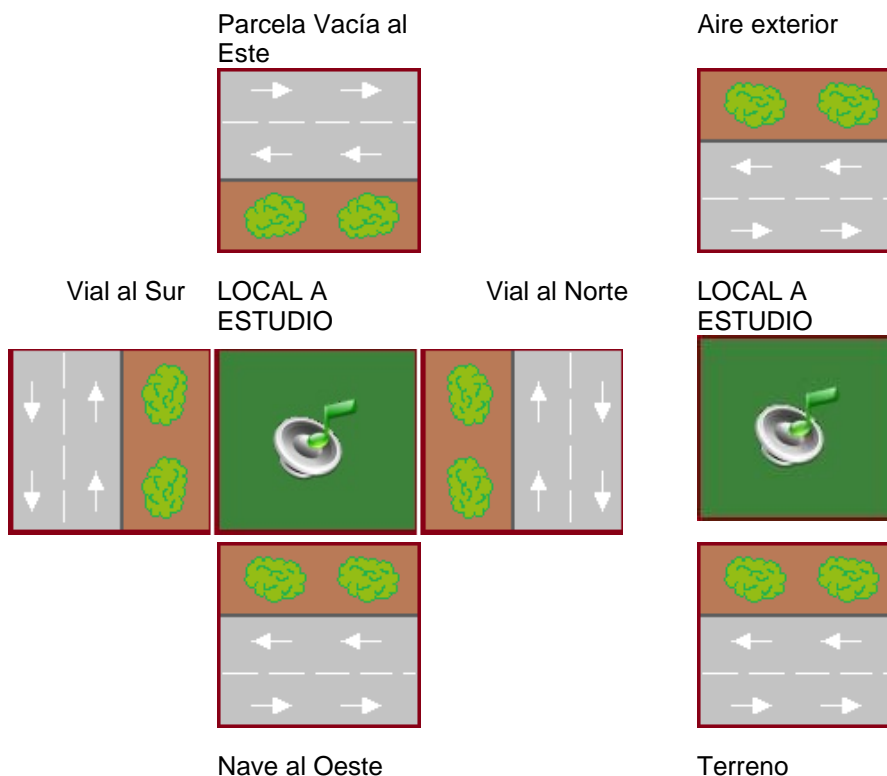 Parcela Vacía al
Este
Aire exterior
Vial al Sur
LOCAL A
ESTUDIO
Vial al Norte
LOCAL A
ESTUDIO
Nave al Oeste
Terreno